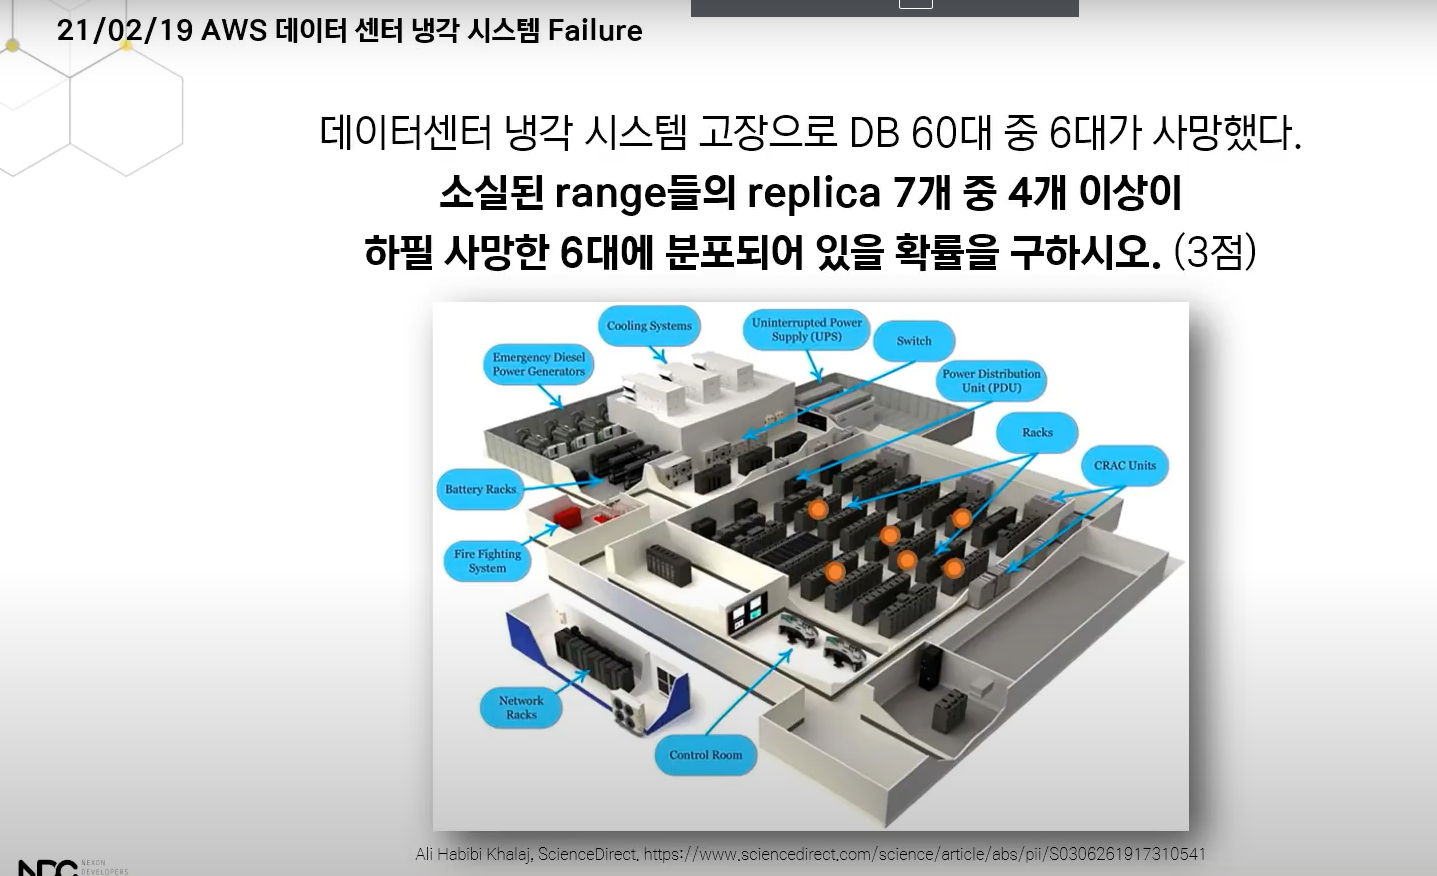 21/02/19 AWS 데이터 센터 냉각 시스템 Failure
데이터센터 냉각 시스템 고장으로 DB 60대 중 6대가 사망했다.
소실된 range들의 replica 7개 중 4개 이상이
하필 사망한 6대에 분포되어 있을 확률을 구하시오. (3점)
Cooling Systems
Uninterrupted Power
Supply (UPS)
Switch
Emergency Diesel
Power Generators
Power Distribution
Unit (PDU)
Racks
CRAC Units
Battery Racks
Fire Fighting
System
Network
Racks
Control Room
Ali Habibi Khalaj, ScienceDirect. https://www.sciencedirect.com/science/article/abs/pii/S0306261917310541
NDC
NEXON
DEVELOPERS